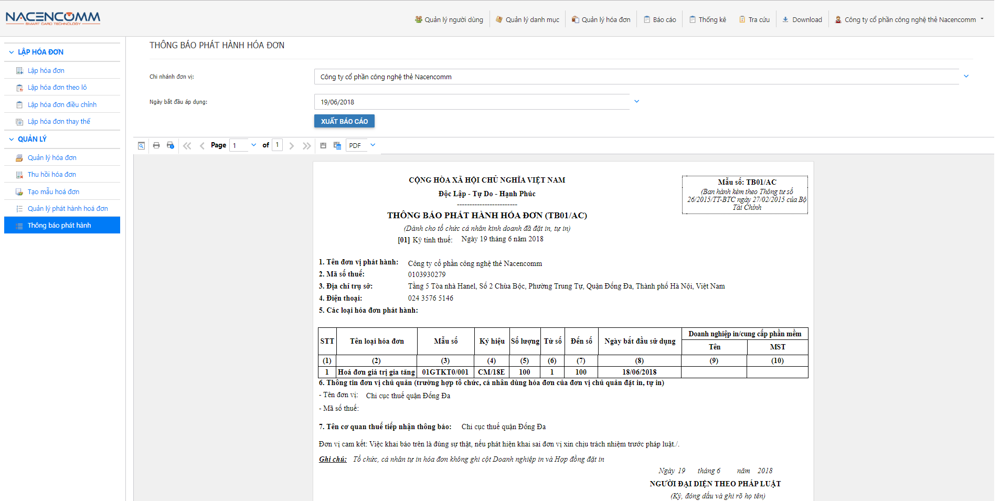 NACENCOMM
SMART CARD TECHNOLOGY
Quản lý người dùng
Quản lý danh mục
Quản lý hóa đơn
Báo cáo
Thống kê
Tra cứu
Download
Công ty cổ phần công nghệ thẻ Nacencomm
LẬP HÓA ĐƠN
Lập hóa đơn
Lập hóa đơn theo lô
Lập hóa đơn điều chỉnh
Lập hóa đơn thay thế
QUẢN LÝ
Quản lý hóa đơn
Thu hồi hóa đơn
Tạo mẫu hoá đơn
Quản lý phát hành hoá đơn
Thông báo phát hành
THÔNG BÁO PHÁT HÀNH HÓA ĐƠN
Chi nhánh đơn vị: Công ty cổ phần công nghệ thẻ Nacencomm
Ngày bắt đầu áp dụng: 19/06/2018
XUẤT BÁO CÁO
Page 1 of 1 PDF
CỘNG HÒA XÃ HỘI CHỦ NGHĨA VIỆT NAM
Độc Lập - Tự Do - Hạnh Phúc
------------------------
Mẫu số: TB01/AC
(Ban hành kèm theo Thông tư số
26/2015/TT-BTC ngày 27/02/2015 của Bộ
Tài Chính
THÔNG BÁO PHÁT HÀNH HÓA ĐƠN (TB01/AC)
(Dành cho tổ chức cá nhân kinh doanh đã đặt in, tự in)
[01] Kỳ tính thuế: Ngày 19 tháng 6 năm 2018
1. Tên đơn vị phát hành: Công ty cổ phần công nghệ thẻ Nacencomm
2. Mã số thuế: 0103930279
3. Địa chỉ trụ sở: Tầng 5 Tòa nhà Hanel, Số 2 Chùa Bộc, Phường Trung Tự, Quận Đống Đa, Thành phố Hà Nội, Việt Nam
4. Điện thoại: 024 3576 5146
5. Các loại hóa đơn phát hành:
STT Tên loại hóa đơn Mẫu số Ký hiệu Số lượng Từ số Đến số Ngày bắt đầu sử dụng Doanh nghiệp in/cung cấp phần mềm
Tên MST
(1) (2) (3) (4) (5) (6) (7) (8) (9) (10)
1 Hoá đơn giá trị gia tăng 01GTKT0/001 CM/18E 100 1 100 18/06/2018
6. Thông tin đơn vị chủ quản (trường hợp tổ chức, cá nhân dùng hóa đơn của đơn vị chủ quản đặt in, tự in)
- Tên đơn vị: Chi cục thuế quận Đống Đa
- Mã số thuế:
7. Tên cơ quan thuế tiếp nhận thông báo: Chi cục thuế quận Đống Đa
Đơn vị cam kết: Việc khai báo trên là đúng sự thật, nếu phát hiện khai sai đơn vị xin chịu trách nhiệm trước pháp luật./.
Ghi chú: Tổ chức, cá nhân tự in hóa đơn không ghi cột Doanh nghiệp in và Hợp đồng đặt in
Ngày 19 tháng 6 năm 2018
NGƯỜI ĐẠI DIỆN THEO PHÁP LUẬT
(Ký, đóng dấu và ghi rõ họ tên)